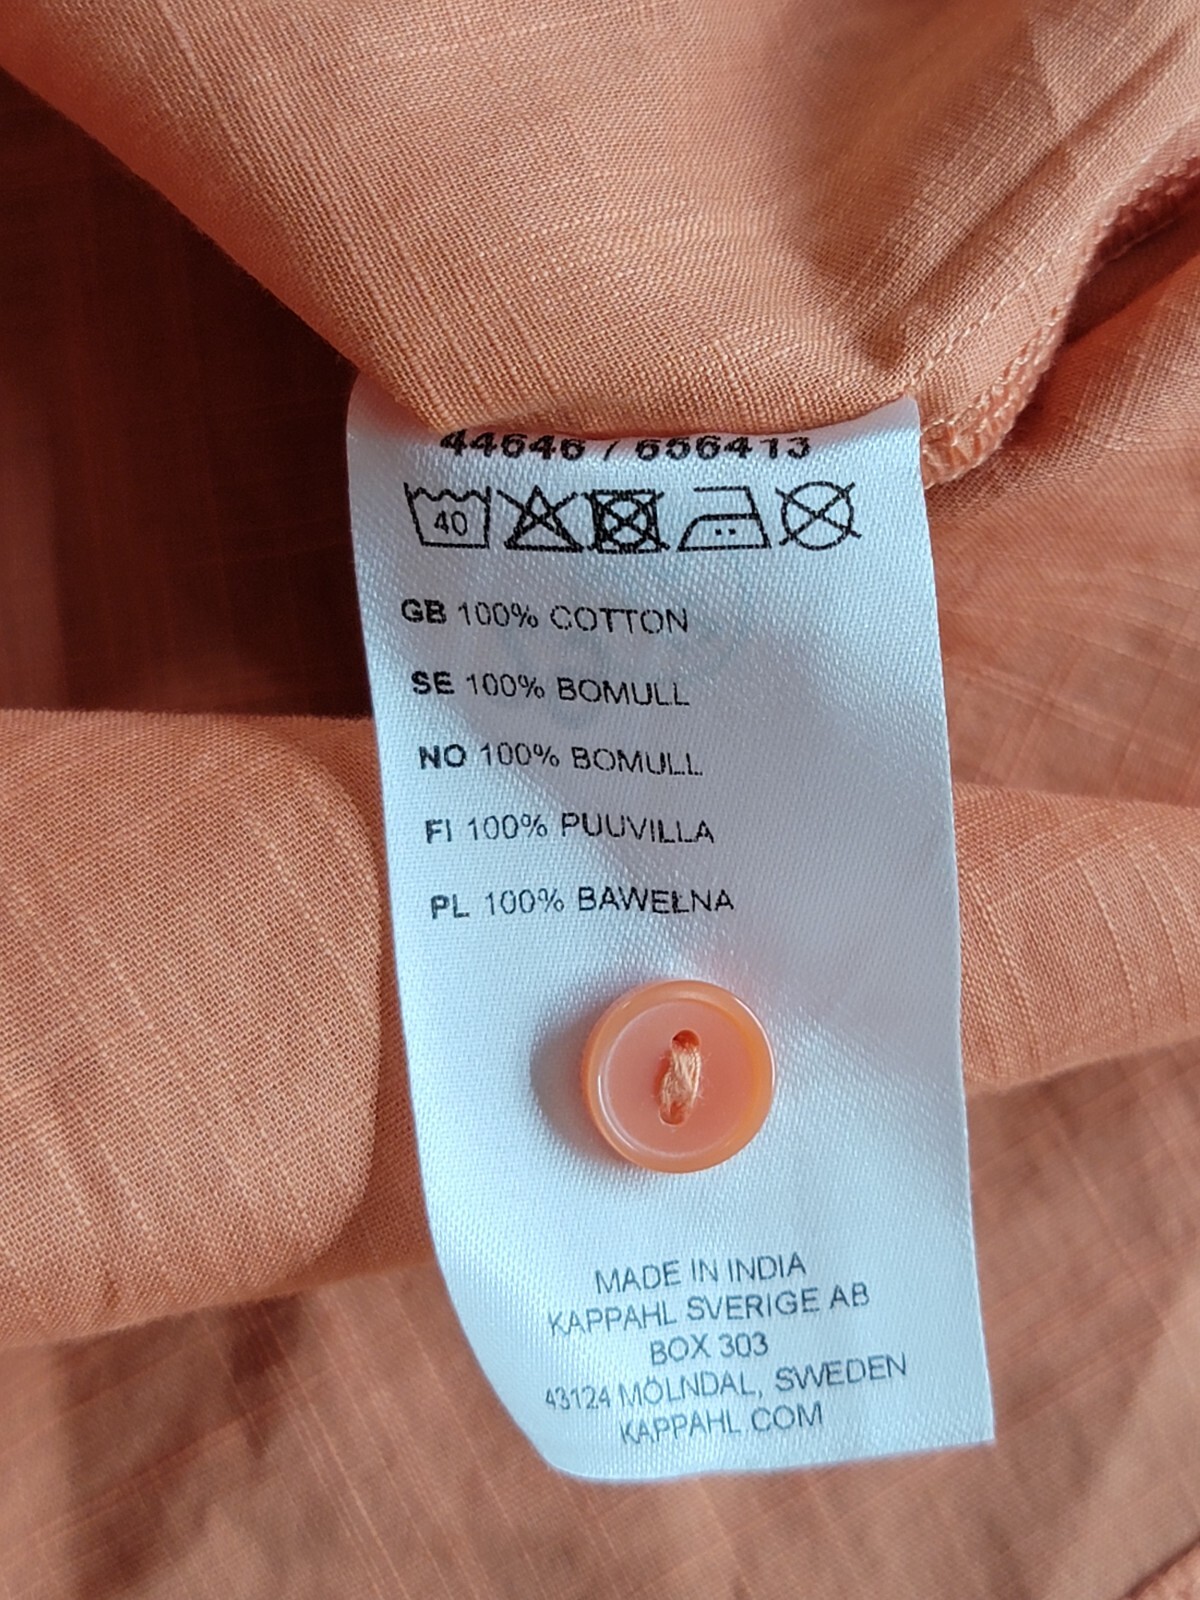 44646 / 656413
40
GB 100% COTTON
SE 100% BOMULL
NO 100% BOMULL
FI 100% PUUVILLA
PL 100% BAWEŁNA
MADE IN INDIA
KAPPAHL SVERIGE AB
BOX 303
43124 MÖLNDAL, SWEDEN
KAPPAHL.COM